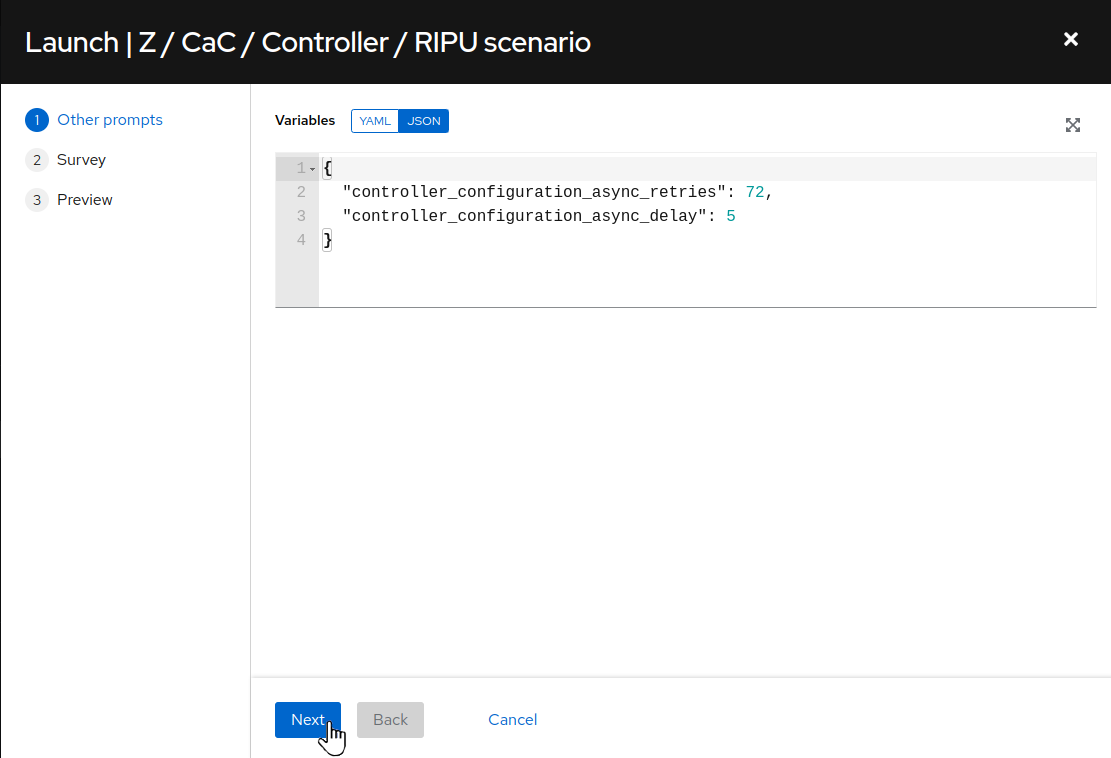 Launch | Z / CaC / Controller / RIPU scenario
1 Other prompts
2 Survey
3 Preview
Variables YAML JSON
1 {
2 "controller_configuration_async_retries": 72,
3 "controller_configuration_async_delay": 5
4 }
Next Back Cancel